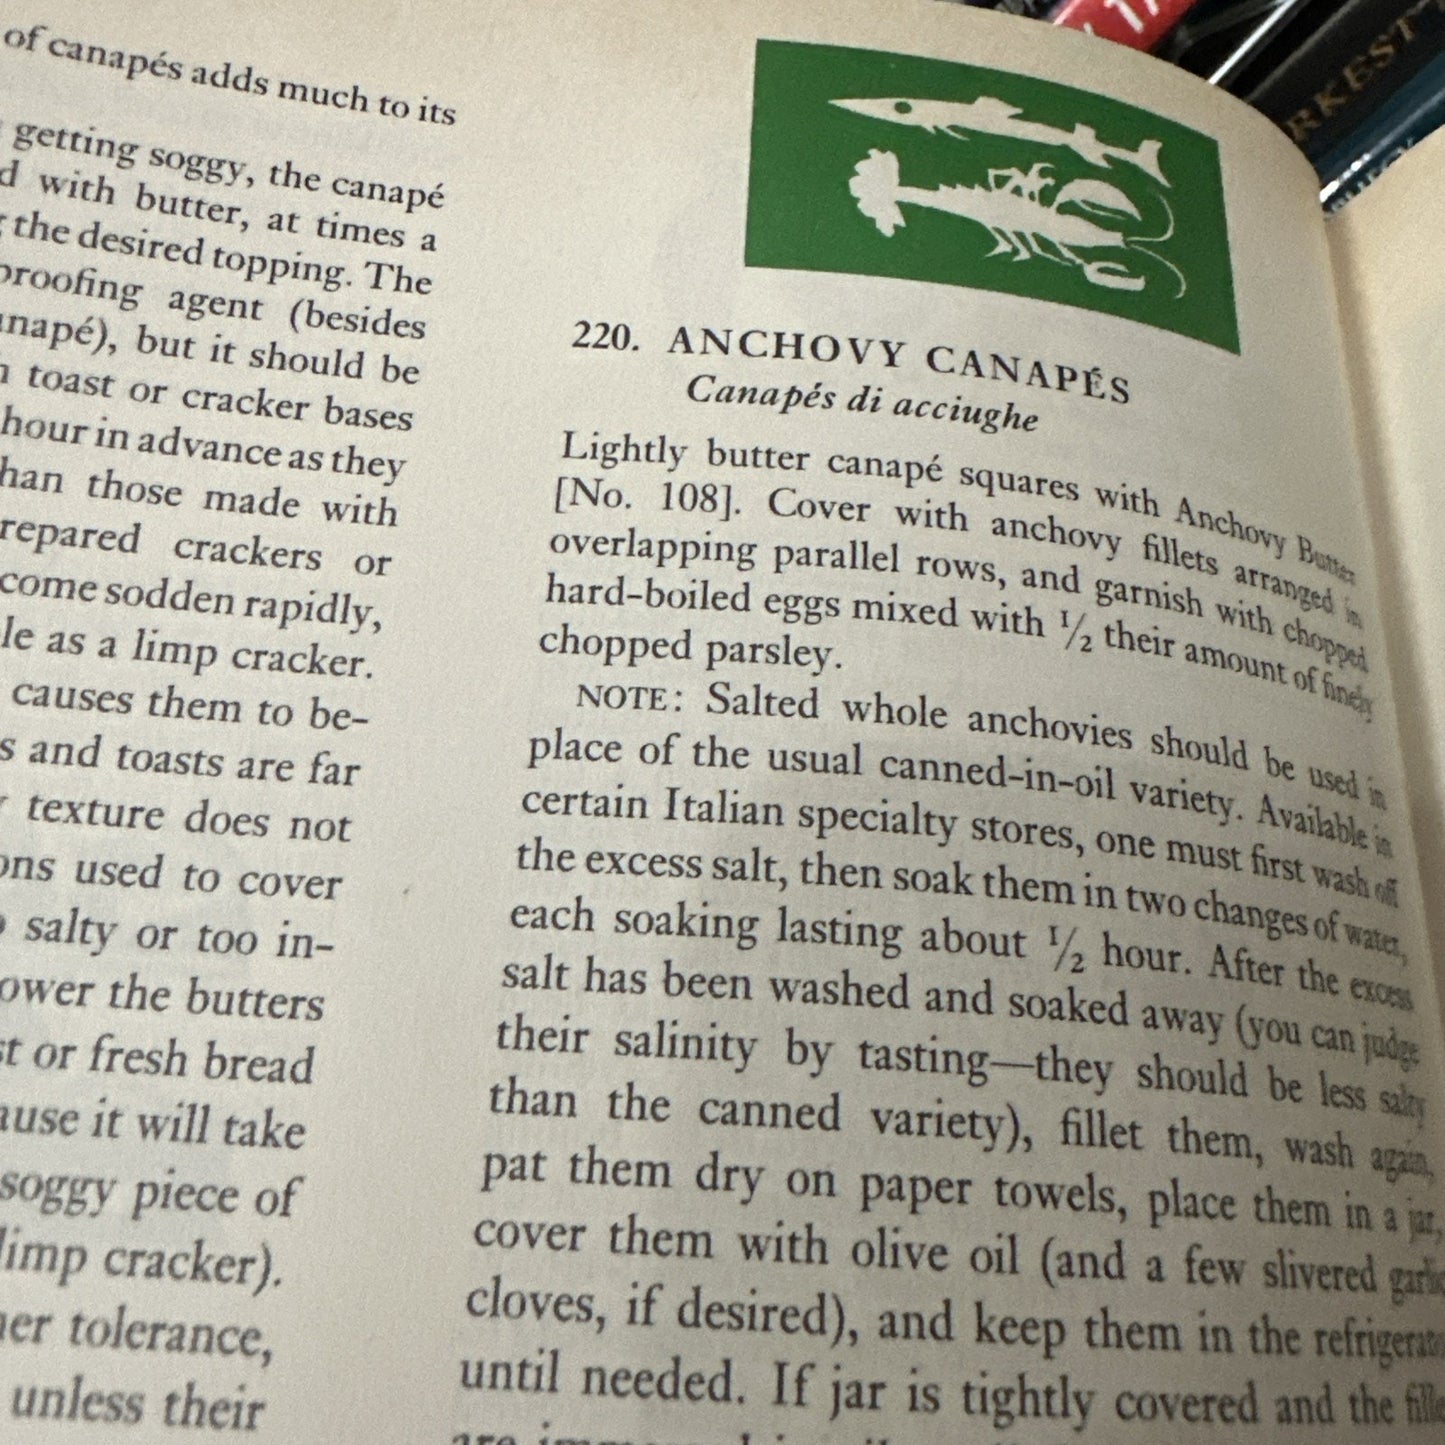 of canapés adds much to its
getting soggy, the canapé
with butter, at times a
the desired topping. The
proofing agent (besides
canapé), but it should be
toast or cracker bases
hour in advance as they
than those made with
prepared crackers or
come sodden rapidly,
as a limp cracker.
causes them to be-
and toasts are far
texture does not
used to cover
salty or too in-
the butters
or fresh bread
it will take
soggy piece of
limp cracker).
tolerance,
unless their
220. ANCHOVY CANAPÉS
Canapés di acciughe
Lightly butter canapé squares with Anchovy Butter
[No. 108]. Cover with anchovy fillets arranged in
overlapping parallel rows, and garnish with chopped
hard-boiled eggs mixed with 1/2 their amount of finely
chopped parsley.
NOTE: Salted whole anchovies should be used in
place of the usual canned-in-oil variety. Available in
certain Italian specialty stores, one must first wash off
the excess salt, then soak them in two changes of water,
each soaking lasting about 1/2 hour. After the excess
salt has been washed and soaked away (you can judge
their salinity by tasting—they should be less salty
than the canned variety), fillet them, wash again,
pat them dry on paper towels, place them in a jar,
cover them with olive oil (and a few slivered garlic
cloves, if desired), and keep them in the refrigerator
until needed. If jar is tightly covered and the